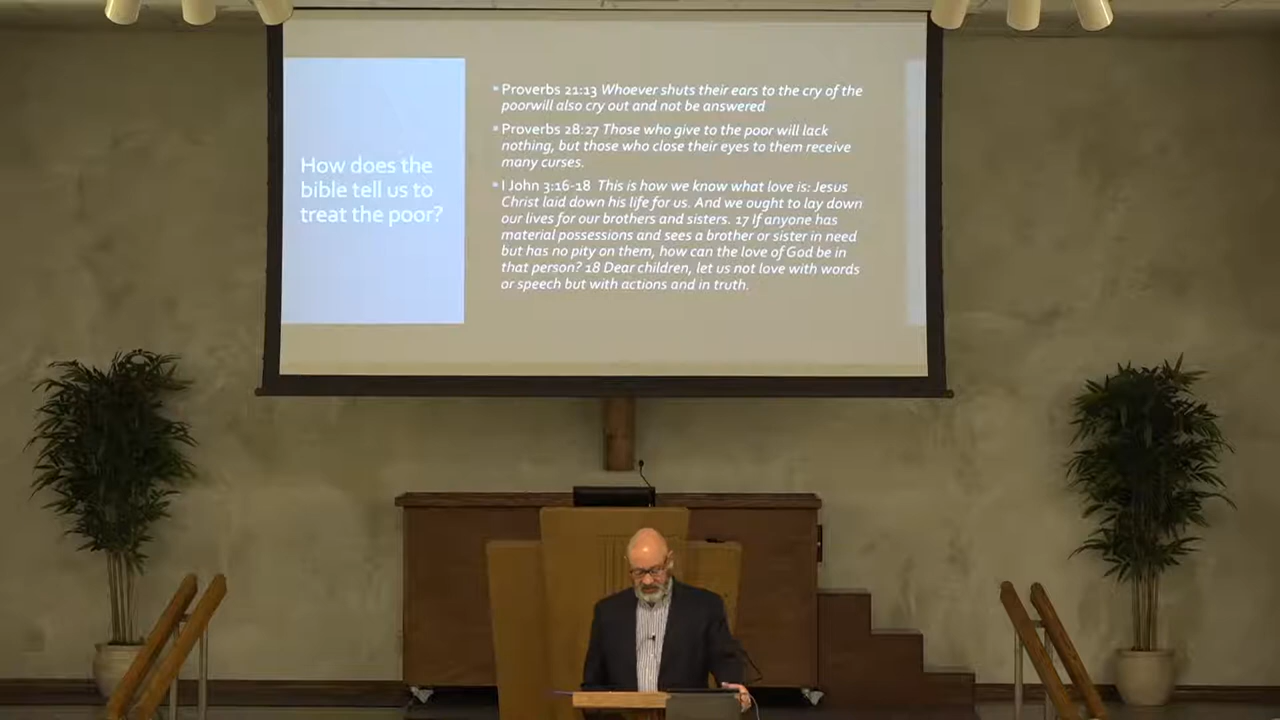 How does the
bible tell us to
treat the poor?
Proverbs 21:13 Whoever shuts their ears to the cry of the
poorwill also cry out and not be answered
Proverbs 28:27 Those who give to the poor will lack
nothing, but those who close their eyes to them receive
many curses.
I John 3:16-18 This is how we know what love is: Jesus
Christ laid down his life for us. And we ought to lay down
our lives for our brothers and sisters. 17 If anyone has
material possessions and sees a brother or sister in need
but has no pity on them, how can the love of God be in
that person? 18 Dear children, let us not love with words
or speech but with actions and in truth.